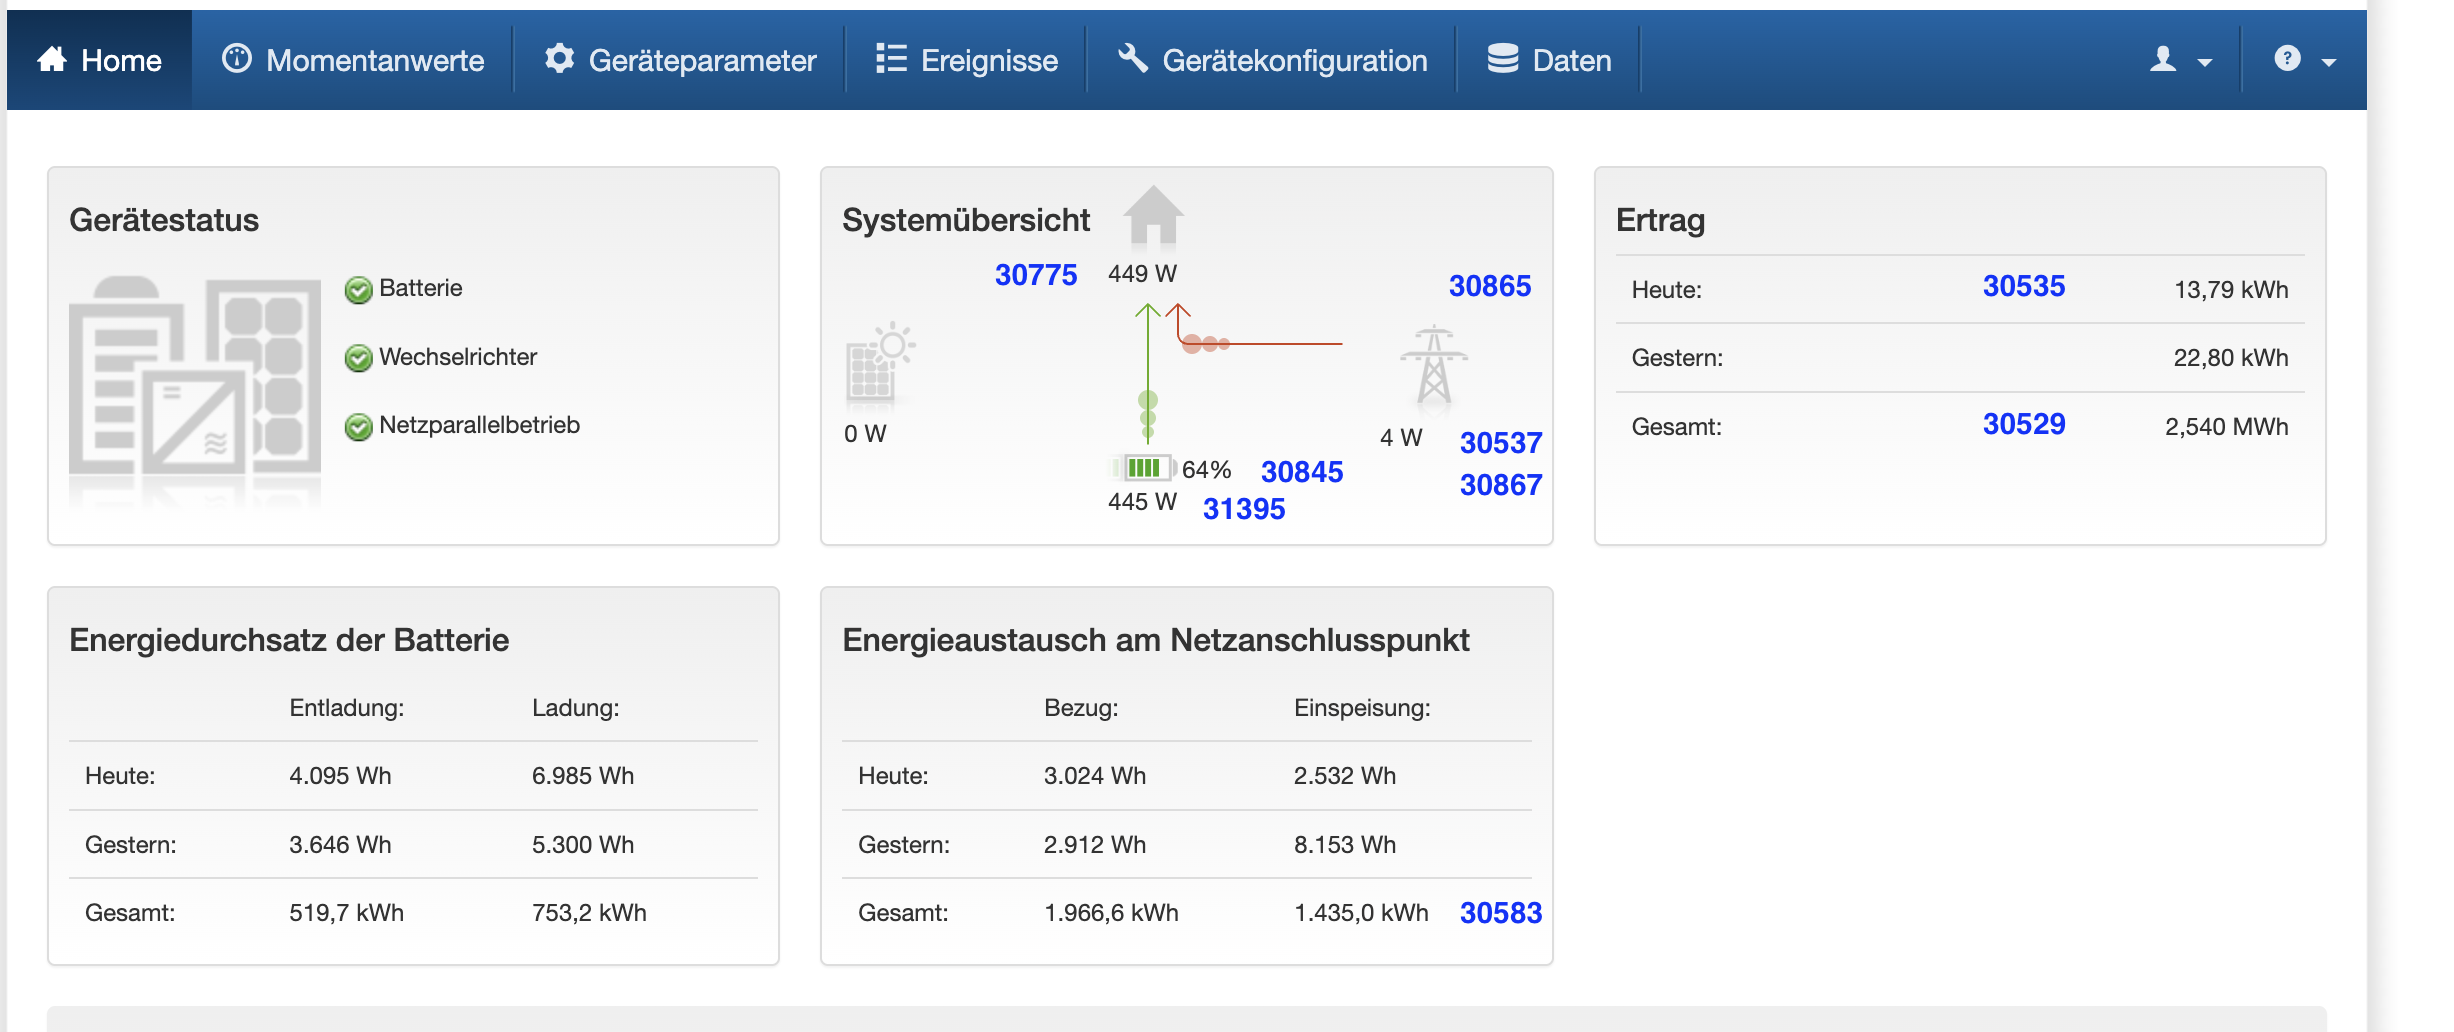 Home Momentanwerte Geräteparameter Ereignisse Gerätekonfiguration Daten ?
Gerätestatus
Batterie
Wechselrichter
Netzparallelbetrieb
Systemübersicht
30775 449 W
30865
0 W
4 W 30537
30867
64% 30845
445 W 31395
Ertrag
Heute: 30535 13,79 kWh
Gestern: 22,80 kWh
Gesamt: 30529 2,540 MWh
Energiedurchsatz der Batterie
Entladung: Ladung:
Heute: 4.095 Wh 6.985 Wh
Gestern: 3.646 Wh 5.300 Wh
Gesamt: 519,7 kWh 753,2 kWh
Energieaustausch am Netzanschlusspunkt
Bezug: Einspeisung:
Heute: 3.024 Wh 2.532 Wh
Gestern: 2.912 Wh 8.153 Wh
Gesamt: 1.966,6 kWh 1.435,0 kWh 30583